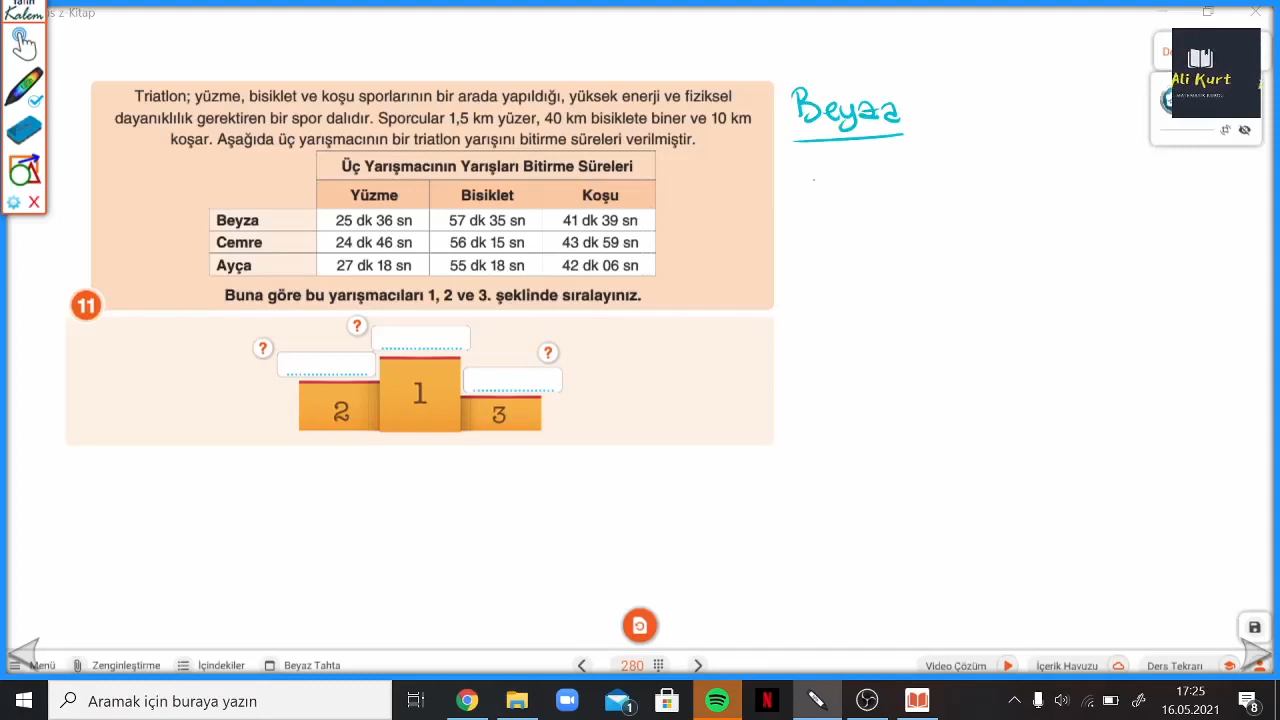 Kalem
z-Kitap
Ali Kurt
Triatlon; yüzme, bisiklet ve koşu sporlarının bir arada yapıldığı, yüksek enerji ve fiziksel
dayanıklılık gerektiren bir spor dalıdır. Sporcular 1,5 km yüzer, 40 km bisiklete biner ve 10 km
koşar. Aşağıda üç yarışmacının bir triatlon yarışını bitirme süreleri verilmiştir.
Beyza
Üç Yarışmacının Yarışları Bitirme Süreleri
Yüzme Bisiklet Koşu
Beyza 25 dk 36 sn 57 dk 35 sn 41 dk 39 sn
Cemre 24 dk 46 sn 56 dk 15 sn 43 dk 59 sn
Ayça 27 dk 18 sn 55 dk 18 sn 42 dk 06 sn
Buna göre bu yarışmacıları 1, 2 ve 3. şeklinde sıralayınız.
11
? ? ?
2 1 3
Menü Zenginleştirme İçindekiler Beyaz Tahta 280 Video Çözüm İçerik Havuzu Ders Tekrarı
Aramak için buraya yazın
1
N
17:25
16.05.2021
8